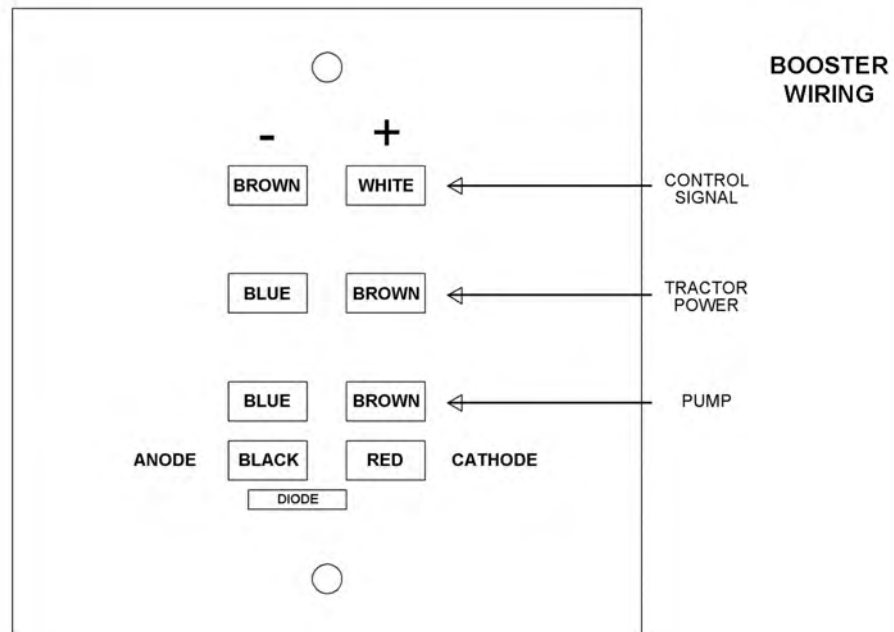 BOOSTER
WIRING
- +
BROWN WHITE CONTROL
SIGNAL
BLUE BROWN TRACTOR
POWER
BLUE BROWN PUMP
ANODE BLACK RED CATHODE
DIODE